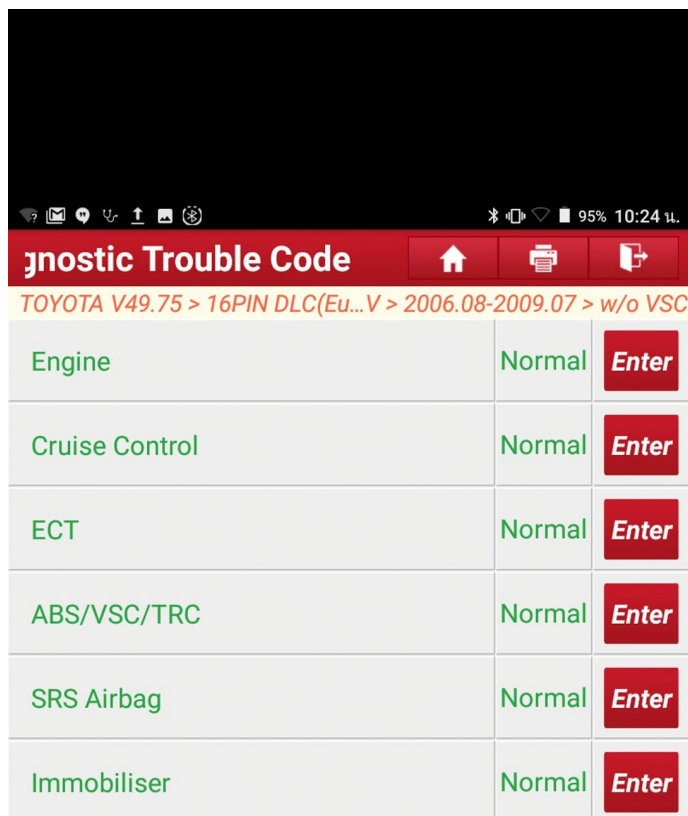 95% 10:24 น.
gnostic Trouble Code
TOYOTA V49.75 > 16PIN DLC(Eu...V > 2006.08-2009.07 > w/o VSC
Engine Normal Enter
Cruise Control Normal Enter
ECT Normal Enter
ABS/VSC/TRC Normal Enter
SRS Airbag Normal Enter
Immobiliser Normal Enter